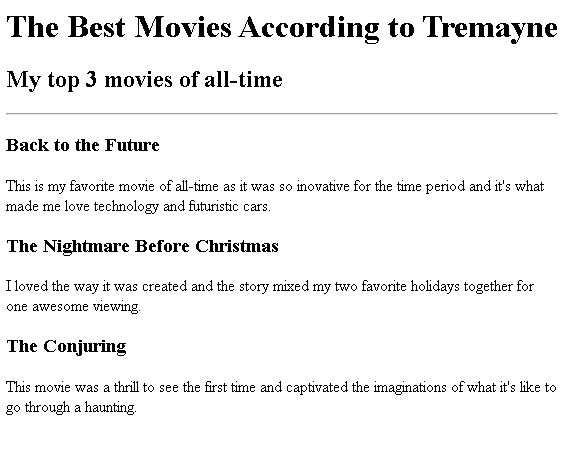 The Best Movies According to Tremayne
My top 3 movies of all-time
Back to the Future
This is my favorite movie of all-time as it was so inovative for the time period and it's what
made me love technology and futuristic cars.
The Nightmare Before Christmas
I loved the way it was created and the story mixed my two favorite holidays together for
one awesome viewing.
The Conjuring
This movie was a thrill to see the first time and captivated the imaginations of what it's like to
go through a haunting.